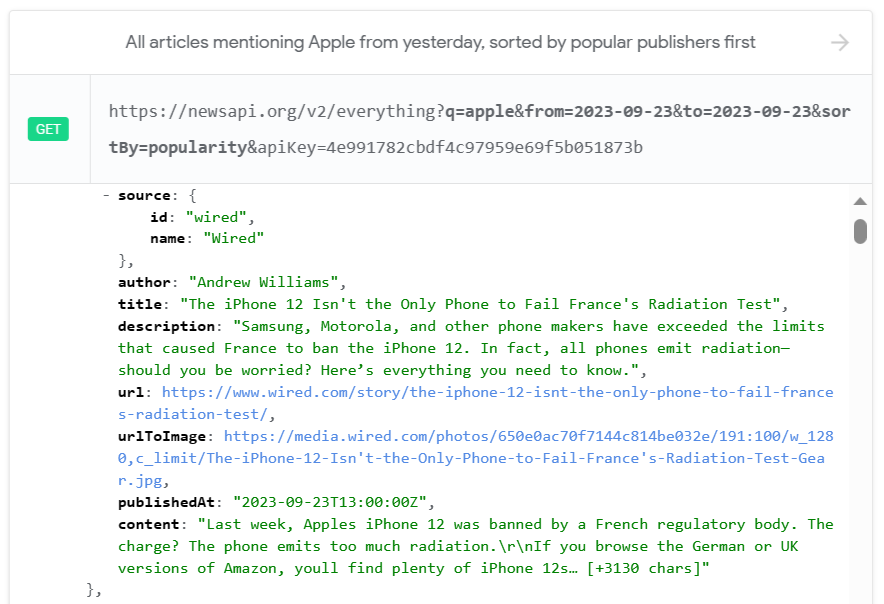 All articles mentioning Apple from yesterday, sorted by popular publishers first →
GET
https://newsapi.org/v2/everything?q=apple&from=2023-09-23&to=2023-09-23&sor
tBy=popularity&apiKey=4e991782cbdf4c97959e69f5b051873b
- source: {
id: "wired",
name: "Wired"
},
author: "Andrew Williams",
title: "The iPhone 12 Isn't the Only Phone to Fail France's Radiation Test",
description: "Samsung, Motorola, and other phone makers have exceeded the limits
that caused France to ban the iPhone 12. In fact, all phones emit radiation—
should you be worried? Here’s everything you need to know.",
url: https://www.wired.com/story/the-iphone-12-isnt-the-only-phone-to-fail-france
s-radiation-test/,
urlToImage: https://media.wired.com/photos/650e0ac70f7144c814be032e/191:100/w_128
0,c_limit/The-iPhone-12-Isn't-the-Only-Phone-to-Fail-France's-Radiation-Test-Gea
r.jpg,
publishedAt: "2023-09-23T13:00:00Z",
content: "Last week, Apples iPhone 12 was banned by a French regulatory body. The
charge? The phone emits too much radiation.\r\nIf you browse the German or UK
versions of Amazon, youll find plenty of iPhone 12s… [+3130 chars]"
},